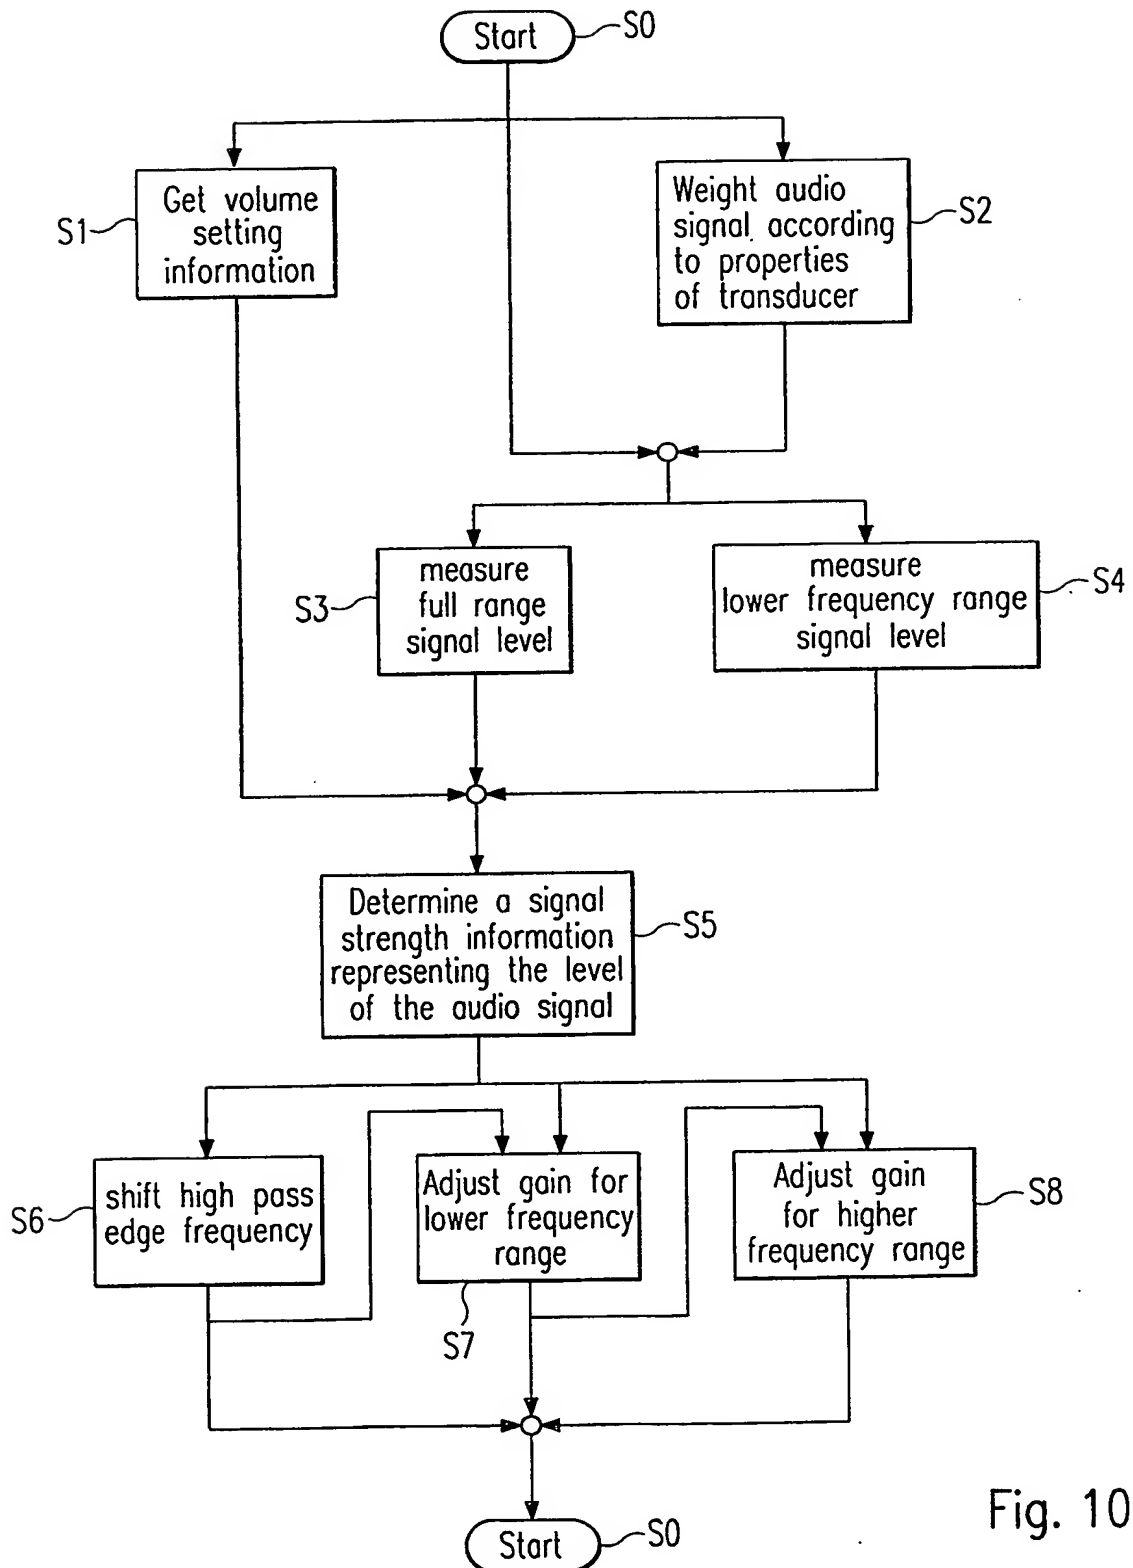 Start
S0
S1
Get volume
setting
information
Weight audio
signal according
to properties
of transducer
S2
S3
measure
full range
signal level
measure
lower frequency range
signal level
S4
Determine a signal
strength information
representing the level
of the audio signal
S5
S6
shift high pass
edge frequency
Adjust gain for
lower frequency
range
S7
Adjust gain
for higher
frequency range
S8
Start
S0
Fig. 10